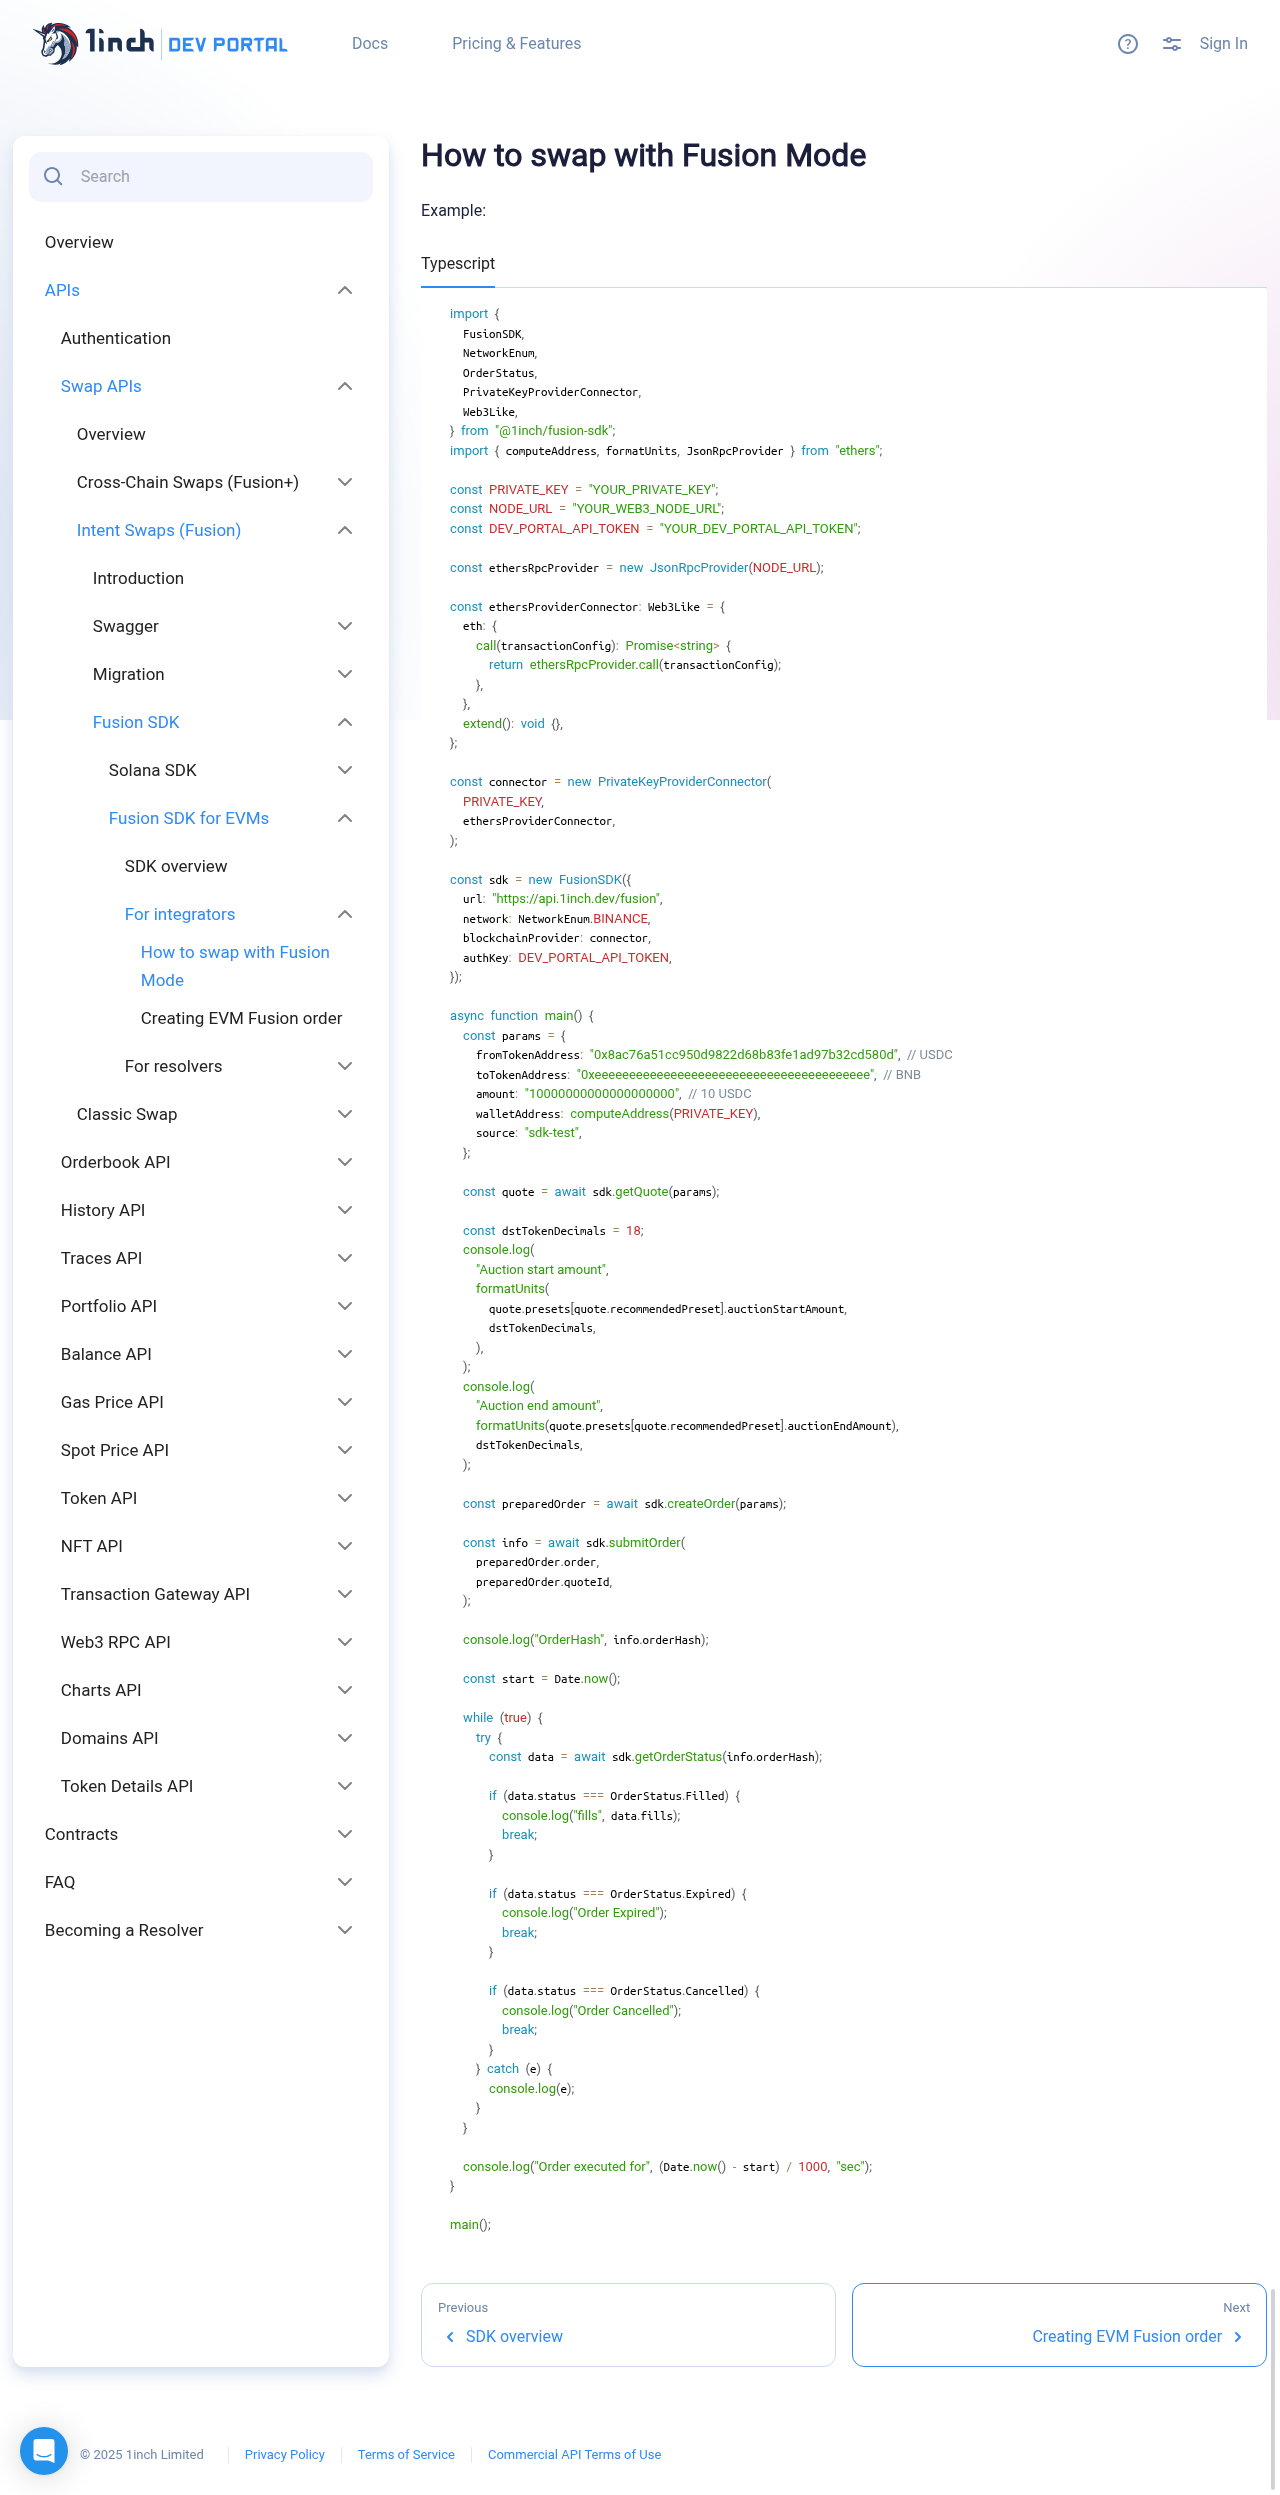 1inch DEV PORTAL
Docs
Pricing & Features
Sign In
Search
Overview
APIs
Authentication
Swap APIs
Overview
Cross-Chain Swaps (Fusion+)
Intent Swaps (Fusion)
Introduction
Swagger
Migration
Fusion SDK
Solana SDK
Fusion SDK for EVMs
SDK overview
For integrators
How to swap with Fusion
Mode
Creating EVM Fusion order
For resolvers
Classic Swap
Orderbook API
History API
Traces API
Portfolio API
Balance API
Gas Price API
Spot Price API
Token API
NFT API
Transaction Gateway API
Web3 RPC API
Charts API
Domains API
Token Details API
Contracts
FAQ
Becoming a Resolver
How to swap with Fusion Mode
Example:
Typescript
import {
  FusionSDK,
  NetworkEnum,
  OrderStatus,
  PrivateKeyProviderConnector,
  Web3Like,
} from "@1inch/fusion-sdk";
import { computeAddress, formatUnits, JsonRpcProvider } from "ethers";
const PRIVATE_KEY = "YOUR_PRIVATE_KEY";
const NODE_URL = "YOUR_WEB3_NODE_URL";
const DEV_PORTAL_API_TOKEN = "YOUR_DEV_PORTAL_API_TOKEN";
const ethersRpcProvider = new JsonRpcProvider(NODE_URL);
const ethersProviderConnector: Web3Like = {
  eth: {
    call(transactionConfig): Promise<string> {
      return ethersRpcProvider.call(transactionConfig);
    },
  },
  extend(): void {},
};
const connector = new PrivateKeyProviderConnector(
  PRIVATE_KEY,
  ethersProviderConnector,
);
const sdk = new FusionSDK({
  url: "https://api.1inch.dev/fusion",
  network: NetworkEnum.BINANCE,
  blockchainProvider: connector,
  authKey: DEV_PORTAL_API_TOKEN,
});
async function main() {
  const params = {
    fromTokenAddress: "0x8ac76a51cc950d9822d68b83fe1ad97b32cd580d", // USDC
    toTokenAddress: "0xeeeeeeeeeeeeeeeeeeeeeeeeeeeeeeeeeeeeeeee", // BNB
    amount: "10000000000000000000", // 10 USDC
    walletAddress: computeAddress(PRIVATE_KEY),
    source: "sdk-test",
  };
  const quote = await sdk.getQuote(params);
  const dstTokenDecimals = 18;
  console.log(
    "Auction start amount",
    formatUnits(
      quote.presets[quote.recommendedPreset].auctionStartAmount,
      dstTokenDecimals,
    ),
  );
  console.log(
    "Auction end amount",
    formatUnits(quote.presets[quote.recommendedPreset].auctionEndAmount),
    dstTokenDecimals,
  );
  const preparedOrder = await sdk.createOrder(params);
  const info = await sdk.submitOrder(
    preparedOrder.order,
    preparedOrder.quoteId,
  );
  console.log("OrderHash", info.orderHash);
  const start = Date.now();
  while (true) {
    try {
      const data = await sdk.getOrderStatus(info.orderHash);
      if (data.status === OrderStatus.Filled) {
        console.log("fills", data.fills);
        break;
      }
      if (data.status === OrderStatus.Expired) {
        console.log("Order Expired");
        break;
      }
      if (data.status === OrderStatus.Cancelled) {
        console.log("Order Cancelled");
        break;
      }
    } catch (e) {
      console.log(e);
    }
  }
  console.log("Order executed for", (Date.now() - start) / 1000, "sec");
}
main();
Previous
SDK overview
Next
Creating EVM Fusion order
© 2025 1inch Limited
Privacy Policy
Terms of Service
Commercial API Terms of Use